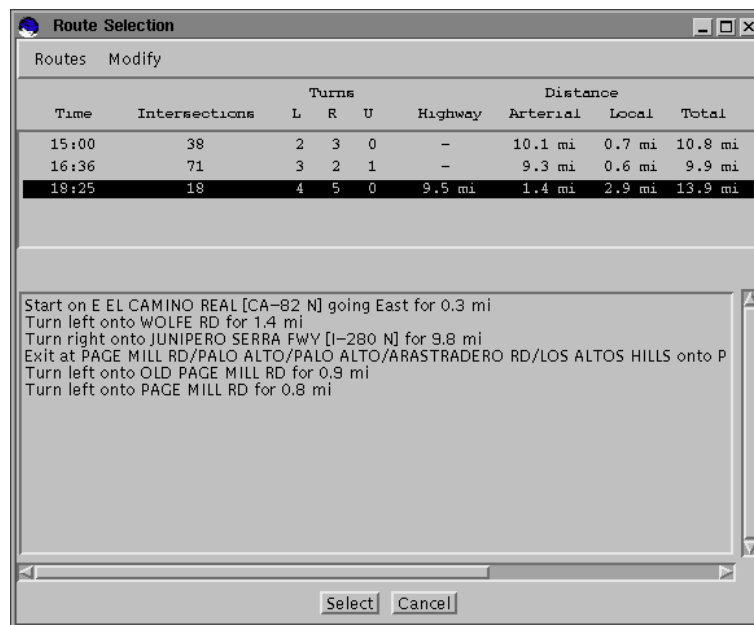 Route Selection
Routes Modify
Turns Distance
Time Intersections L R U Highway Arterial Local Total
15:00 38 2 3 0 – 10.1 mi 0.7 mi 10.8 mi
16:36 71 3 2 1 – 9.3 mi 0.6 mi 9.9 mi
18:25 18 4 5 0 9.5 mi 1.4 mi 2.9 mi 13.9 mi
Start on E EL CAMINO REAL [CA-82 N] going East for 0.3 mi
Turn left onto WOLFE RD for 1.4 mi
Turn right onto JUNIPERO SERRA FWY [I-280 N] for 9.8 mi
Exit at PAGE MILL RD/PALO ALTO/PALO ALTO/ARASTRADERO RD/LOS ALTOS HILLS onto P
Turn left onto OLD PAGE MILL RD for 0.9 mi
Turn left onto PAGE MILL RD for 0.8 mi
Select Cancel